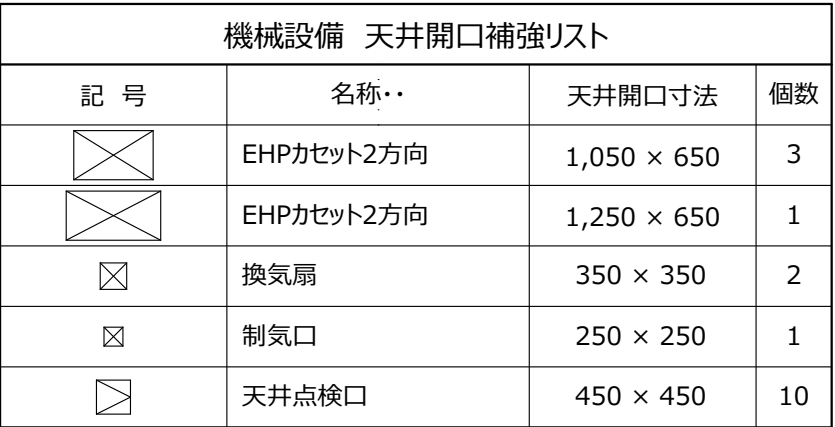 機械設備 天井開口補強リスト
記 号 名称・・ 天井開口寸法 個数
EHPカセット2方向 1,050 × 650 3
EHPカセット2方向 1,250 × 650 1
換気扇 350 × 350 2
制気口 250 × 250 1
天井点検口 450 × 450 10